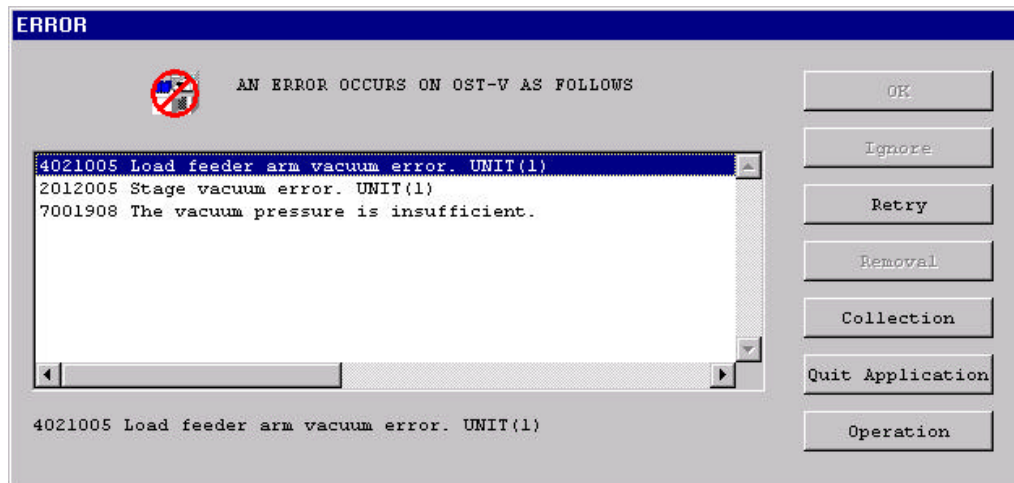 ERROR
AN ERROR OCCURS ON OST-V AS FOLLOWS
4021005 Load feeder arm vacuum error. UNIT(1)
2012005 Stage vacuum error. UNIT(1)
7001908 The vacuum pressure is insufficient.
4021005 Load feeder arm vacuum error. UNIT(1)
OK
Ignore
Retry
Removal
Collection
Quit Application
Operation